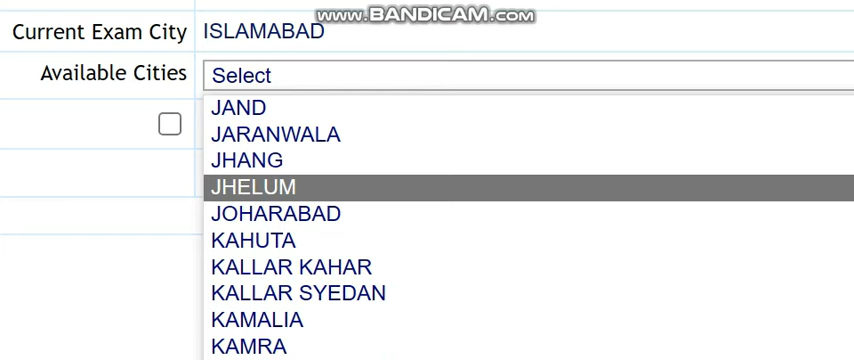 www.BANDICAM.com
Current Exam City ISLAMABAD
Available Cities Select
JAND
JARANWALA
JHANG
JHELUM
JOHARABAD
KAHUTA
KALLAR KAHAR
KALLAR SYEDAN
KAMALIA
KAMRA